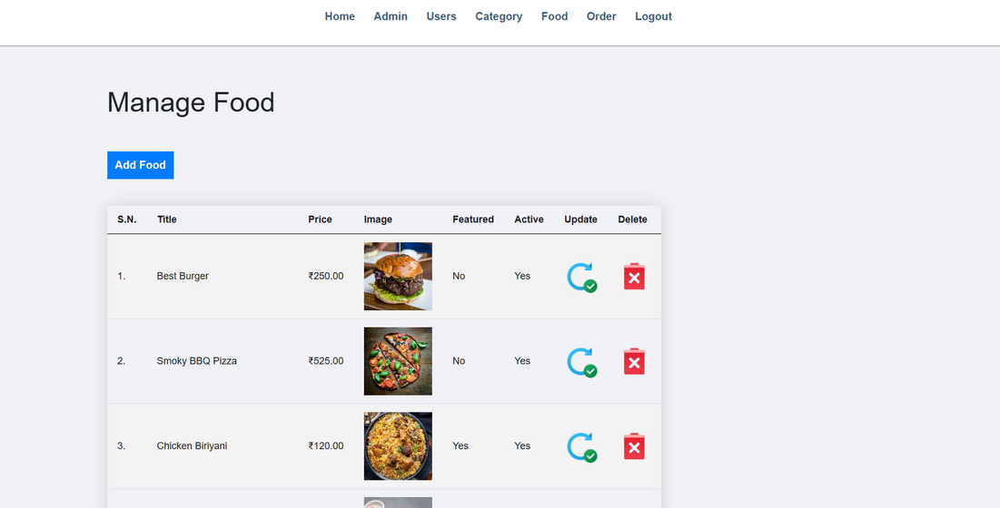 Home Admin Users Category Food Order Logout
Manage Food
Add Food
S.N. Title Price Image Featured Active Update Delete
1. Best Burger ₹250.00 No Yes
2. Smoky BBQ Pizza ₹525.00 No Yes
3. Chicken Biriyani ₹120.00 Yes Yes